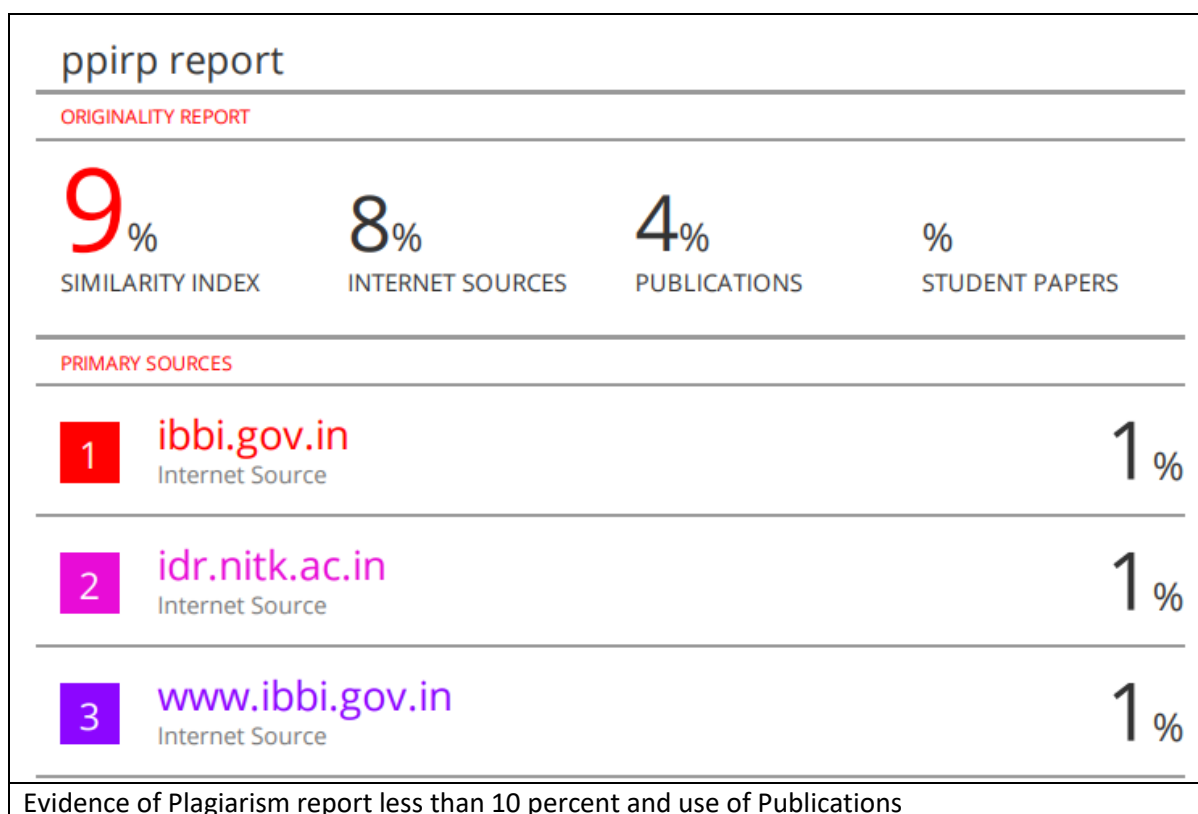 ppirp report
ORIGINALITY REPORT
9% 8% 4% %
SIMILARITY INDEX INTERNET SOURCES PUBLICATIONS STUDENT PAPERS
PRIMARY SOURCES
1 ibbi.gov.in 1%
Internet Source
2 idr.nitk.ac.in 1%
Internet Source
3 www.ibbi.gov.in 1%
Internet Source
Evidence of Plagiarism report less than 10 percent and use of Publications